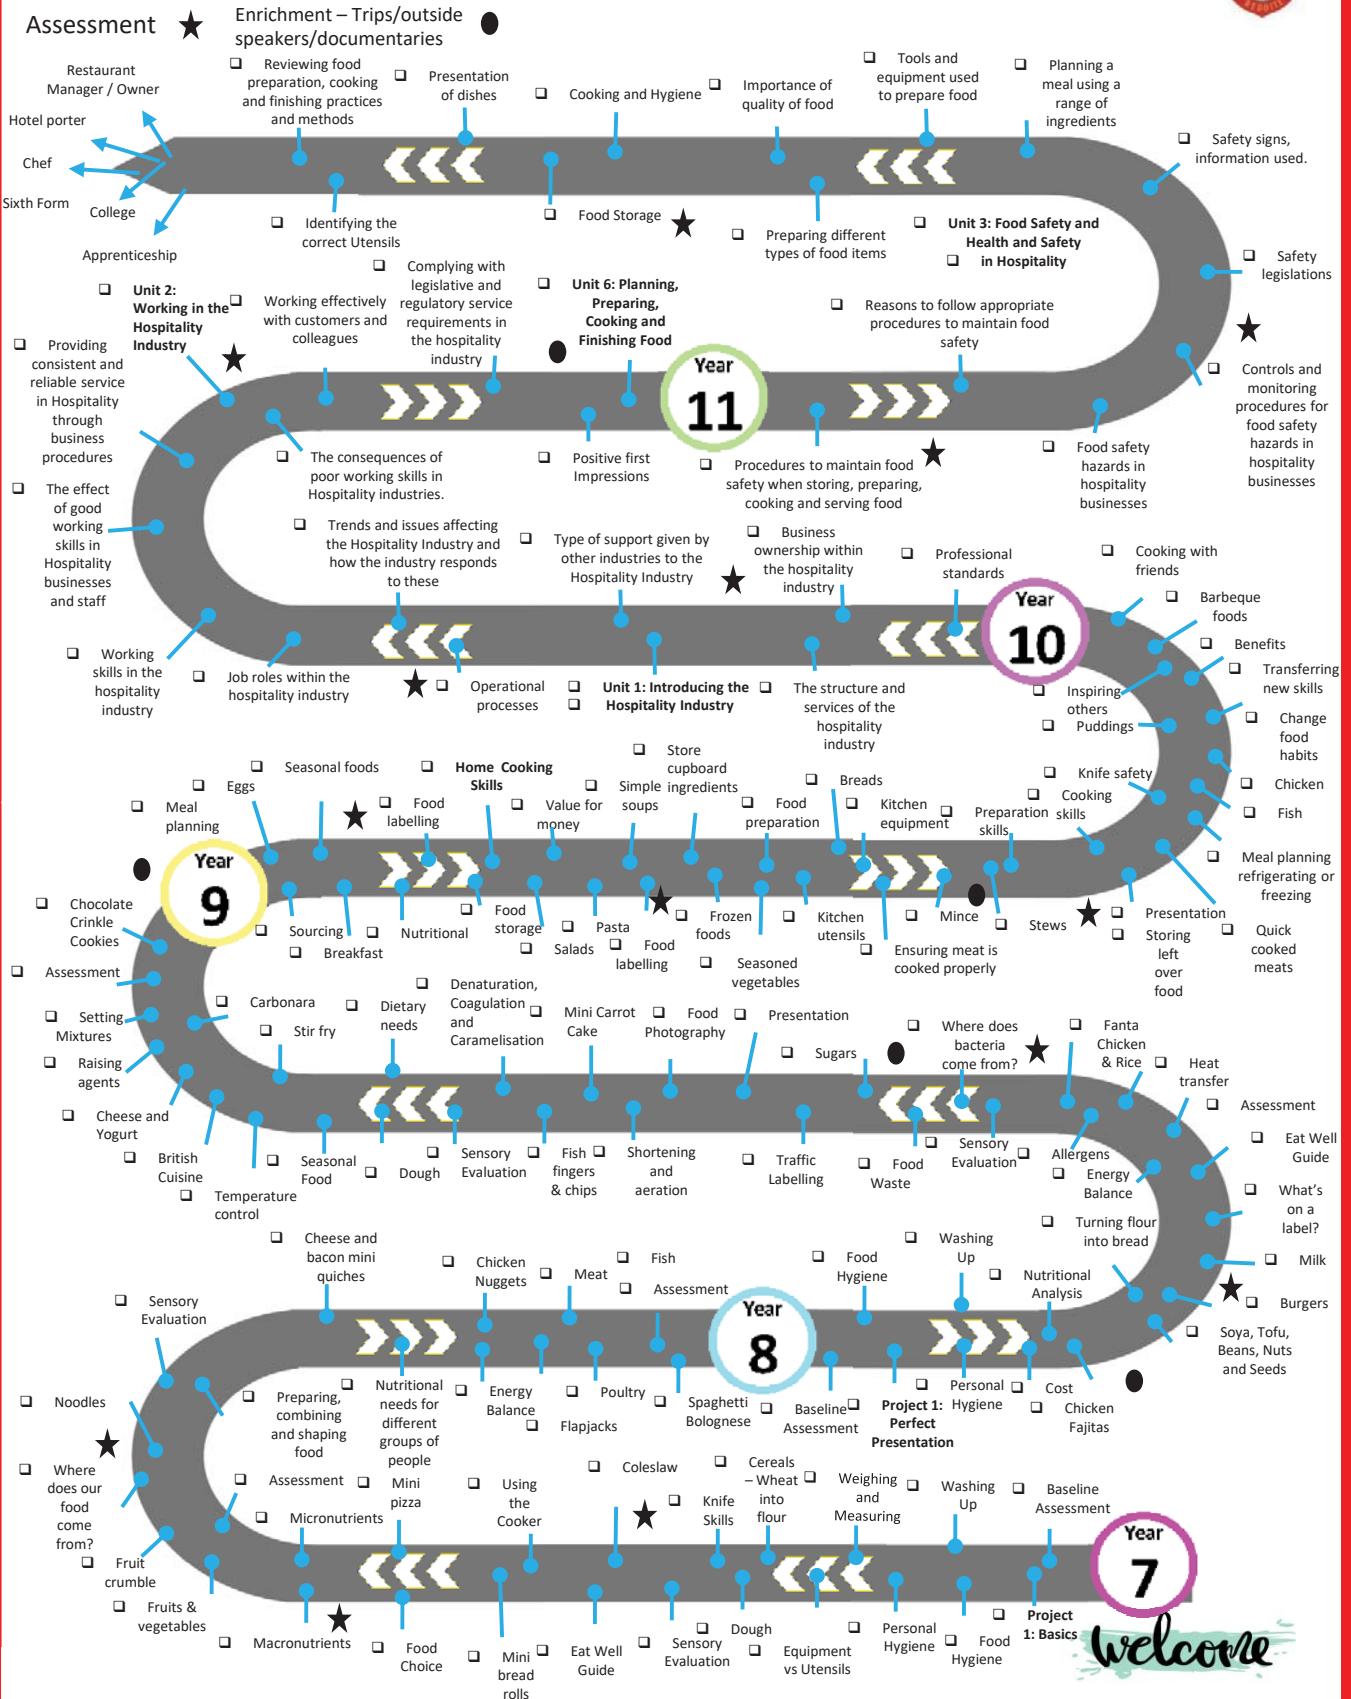 Assessment
Enrichment – Trips/outside
speakers/documentaries
Restaurant
Manager / Owner
Hotel porter
Chef
Sixth Form
College
Apprenticeship
Reviewing food
preparation, cooking
and finishing practices
and methods
Presentation
of dishes
Cooking and Hygiene
Importance of
quality of food
Tools and
equipment used
to prepare food
Planning a
meal using a
range of
ingredients
Safety signs,
information used.
Identifying the
correct Utensils
Food Storage
Preparing different
types of food items
Unit 3: Food Safety and
Health and Safety
in Hospitality
Safety
legislations
Unit 2:
Working in the
Hospitality
Industry
Working effectively
with customers and
colleagues
Complying with
legislative and
regulatory service
requirements in
the hospitality
industry
Unit 6: Planning,
Preparing,
Cooking and
Finishing Food
Reasons to follow appropriate
procedures to maintain food
safety
Controls and
monitoring
procedures for
food safety
hazards in
hospitality
businesses
Providing
consistent and
reliable service
in Hospitality
through
business
procedures
Year
11
The consequences of
poor working skills in
Hospitality industries.
Positive first
Impressions
Procedures to maintain food
safety when storing, preparing,
cooking and serving food
Food safety
hazards in
hospitality
businesses
The effect
of good
working
skills in
Hospitality
businesses
and staff
Trends and issues affecting
the Hospitality Industry and
how the industry responds
to these
Type of support given by
other industries to the
Hospitality Industry
Business
ownership within
the hospitality
industry
Professional
standards
Cooking with
friends
Barbeque
foods
Benefits
Transferring
new skills
Year
10
Working
skills in the
hospitality
industry
Job roles within the
hospitality industry
Operational
processes
Unit 1: Introducing the
Hospitality Industry
The structure and
services of the
hospitality
industry
Inspiring
others
Puddings
Change
food
habits
Knife safety
Cooking
skills
Chicken
Fish
Meal planning
refrigerating or
freezing
Meal
planning
Eggs
Seasonal foods
Food
labelling
Home Cooking
Skills
Value for
money
Simple
soups
Store
cupboard
ingredients
Food
preparation
Breads
Kitchen
equipment
Preparation
skills
Year
9
Sourcing
Breakfast
Nutritional
Food
storage
Salads
Pasta
Food
labelling
Frozen
foods
Seasoned
vegetables
Kitchen
utensils
Ensuring meat is
cooked properly
Mince
Stews
Presentation
Storing
left
over
food
Quick
cooked
meats
Chocolate
Crinkle
Cookies
Assessment
Setting
Mixtures
Raising
agents
Cheese and
Yogurt
British
Cuisine
Temperature
control
Carbonara
Stir fry
Dietary
needs
Denaturation,
Coagulation
and
Caramelisation
Mini Carrot
Cake
Food
Photography
Presentation
Sugars
Where does
bacteria
come from?
Fanta
Chicken
& Rice
Heat
transfer
Assessment
Eat Well
Guide
What's
on a
label?
Milk
Burgers
Soya, Tofu,
Beans, Nuts
and Seeds
Seasonal
Food
Dough
Sensory
Evaluation
Fish
fingers
& chips
Shortening
and
aeration
Traffic
Labelling
Food
Waste
Sensory
Evaluation
Allergens
Energy
Balance
Turning flour
into bread
Cheese and
bacon mini
quiches
Chicken
Nuggets
Meat
Fish
Assessment
Food
Hygiene
Washing
Up
Nutritional
Analysis
Year
8
Sensory
Evaluation
Noodles
Where
does our
food
come
from?
Fruit
crumble
Fruits &
vegetables
Preparing,
combining
and shaping
food
Nutritional
needs for
different
groups of
people
Energy
Balance
Flapjacks
Poultry
Spaghetti
Bolognese
Baseline
Assessment
Project 1:
Perfect
Presentation
Personal
Hygiene
Cost
Chicken
Fajitas
Assessment
Micronutrients
Mini
pizza
Using
the
Cooker
Coleslaw
Knife
Skills
Cereals
– Wheat
into
flour
Weighing
and
Measuring
Washing
Up
Baseline
Assessment
Year
7
Macronutrients
Food
Choice
Mini
bread
rolls
Eat Well
Guide
Sensory
Evaluation
Dough
Equipment
vs Utensils
Personal
Hygiene
Food
Hygiene
Project
1: Basics
welcome